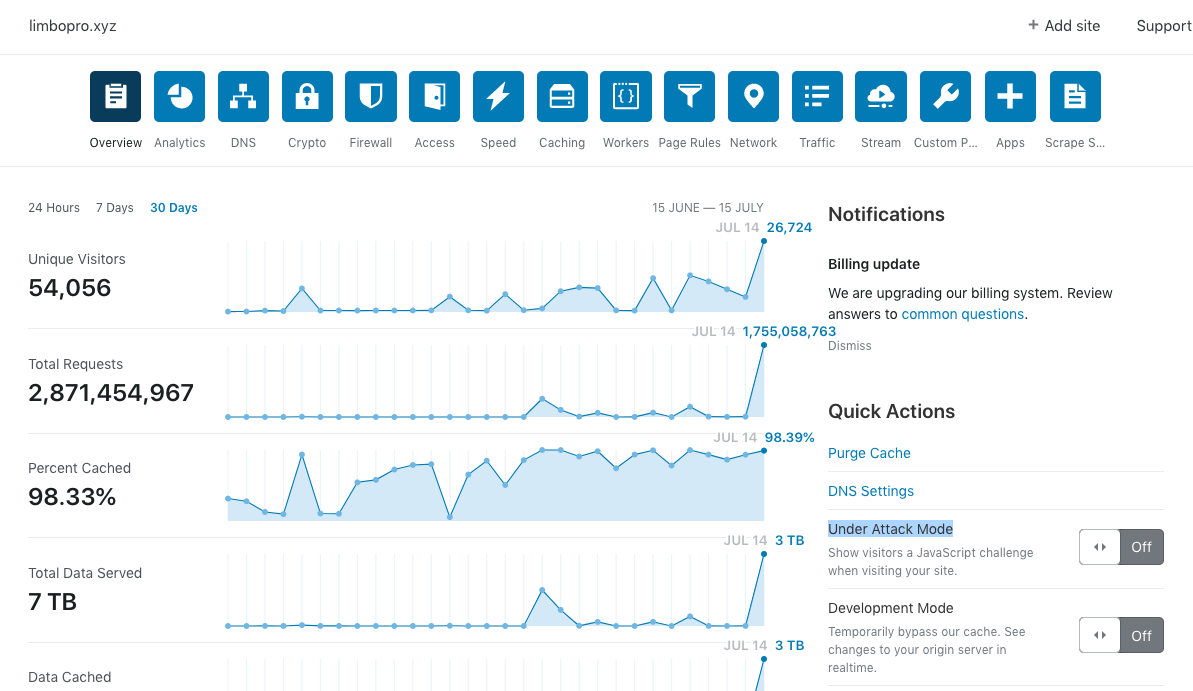 limbopro.xyz
+ Add site
Support
Overview
Analytics
DNS
Crypto
Firewall
Access
Speed
Caching
Workers
Page Rules
Network
Traffic
Stream
Custom P...
Apps
Scrape S...
24 Hours 7 Days 30 Days
15 JUNE — 15 JULY
JUL 14 26,724
Unique Visitors
54,056
JUL 14 1,755,058,763
Total Requests
2,871,454,967
JUL 14 98.39%
Percent Cached
98.33%
JUL 14 3 TB
Total Data Served
7 TB
JUL 14 3 TB
Data Cached
Notifications
Billing update
We are upgrading our billing system. Review
answers to common questions.
Dismiss
Quick Actions
Purge Cache
DNS Settings
Under Attack Mode
Show visitors a JavaScript challenge
when visiting your site.
Off
Development Mode
Temporarily bypass our cache. See
changes to your origin server in
realtime.
Off